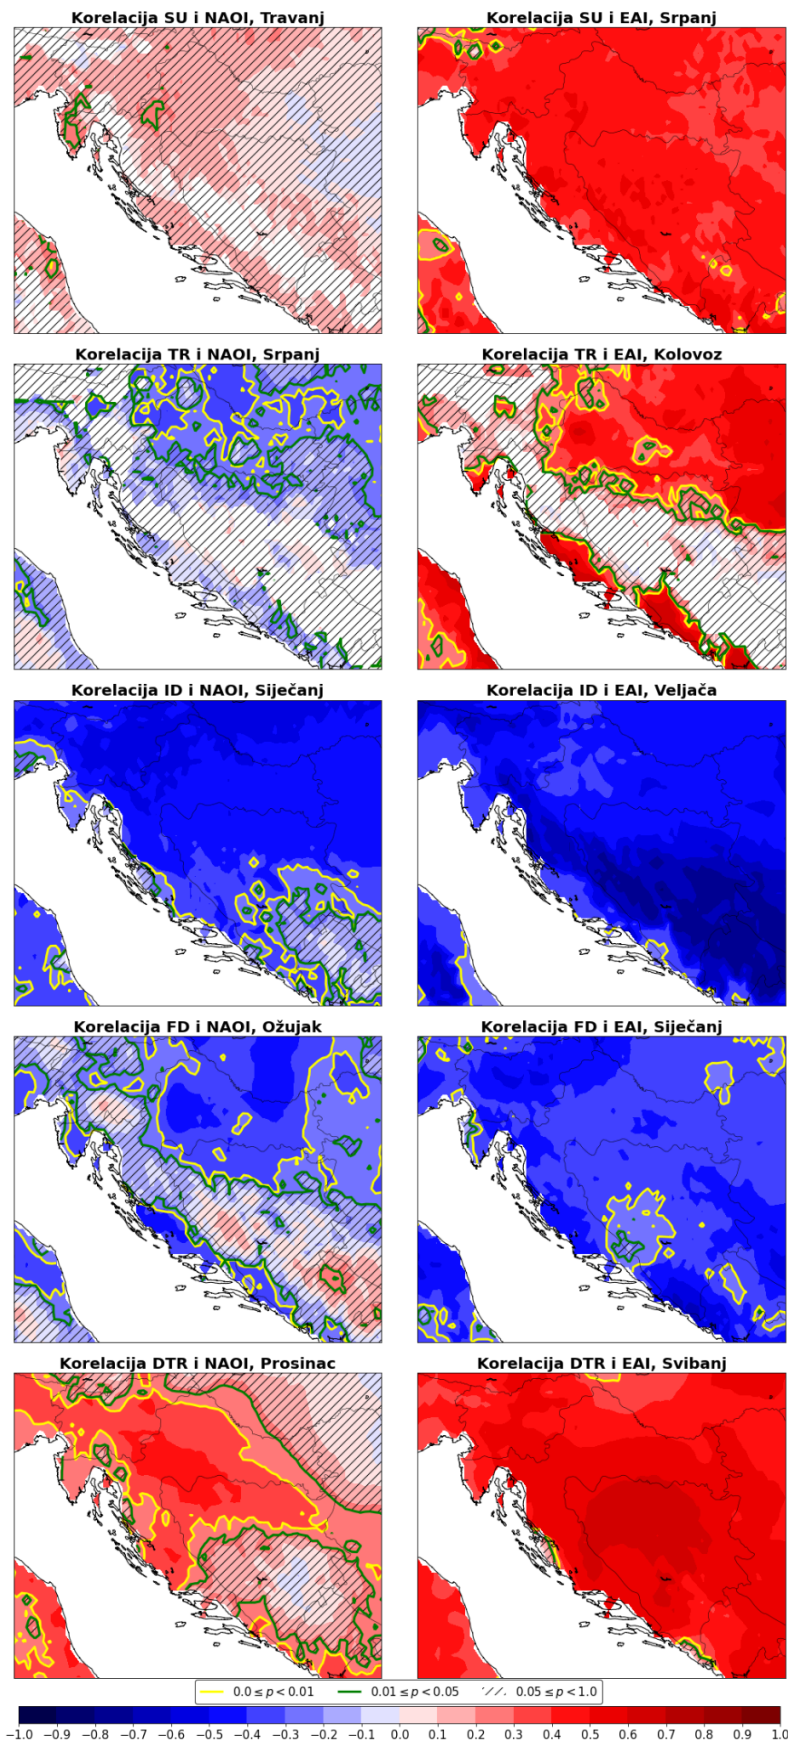 Korelacija SU i NAOI, Travanj
Korelacija SU i EAI, Srpanj
Korelacija TR i NAOI, Srpanj
Korelacija TR i EAI, Kolovoz
Korelacija ID i NAOI, Siječanj
Korelacija ID i EAI, Veljača
Korelacija FD i NAOI, Ožujak
Korelacija FD i EAI, Siječanj
Korelacija DTR i NAOI, Prosinac
Korelacija DTR i EAI, Svibanj
0.0 ≤ p < 0.01
0.01 ≤ p < 0.05
0.05 ≤ p < 1.0
−1.0 −0.9 −0.8 −0.7 −0.6 −0.5 −0.4 −0.3 −0.2 −0.1 0.0 0.1 0.2 0.3 0.4 0.5 0.6 0.7 0.8 0.9 1.0